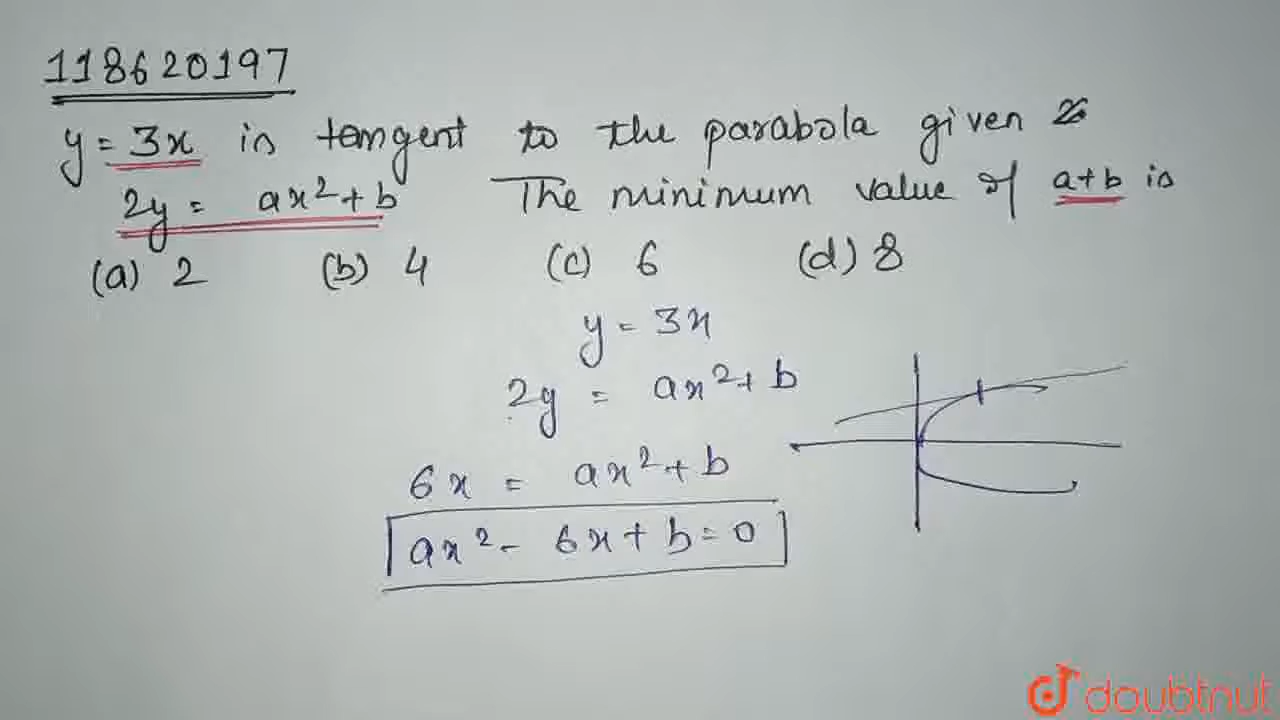 118620197
y = 3x is tangent to the parabola given
2y = ax² + b The minimum value of a+b is
(a) 2 (b) 4 (c) 6 (d) 8
y = 3x
2y = ax² + b
6x = ax² + b
ax² - 6x + b = 0
doubtnut